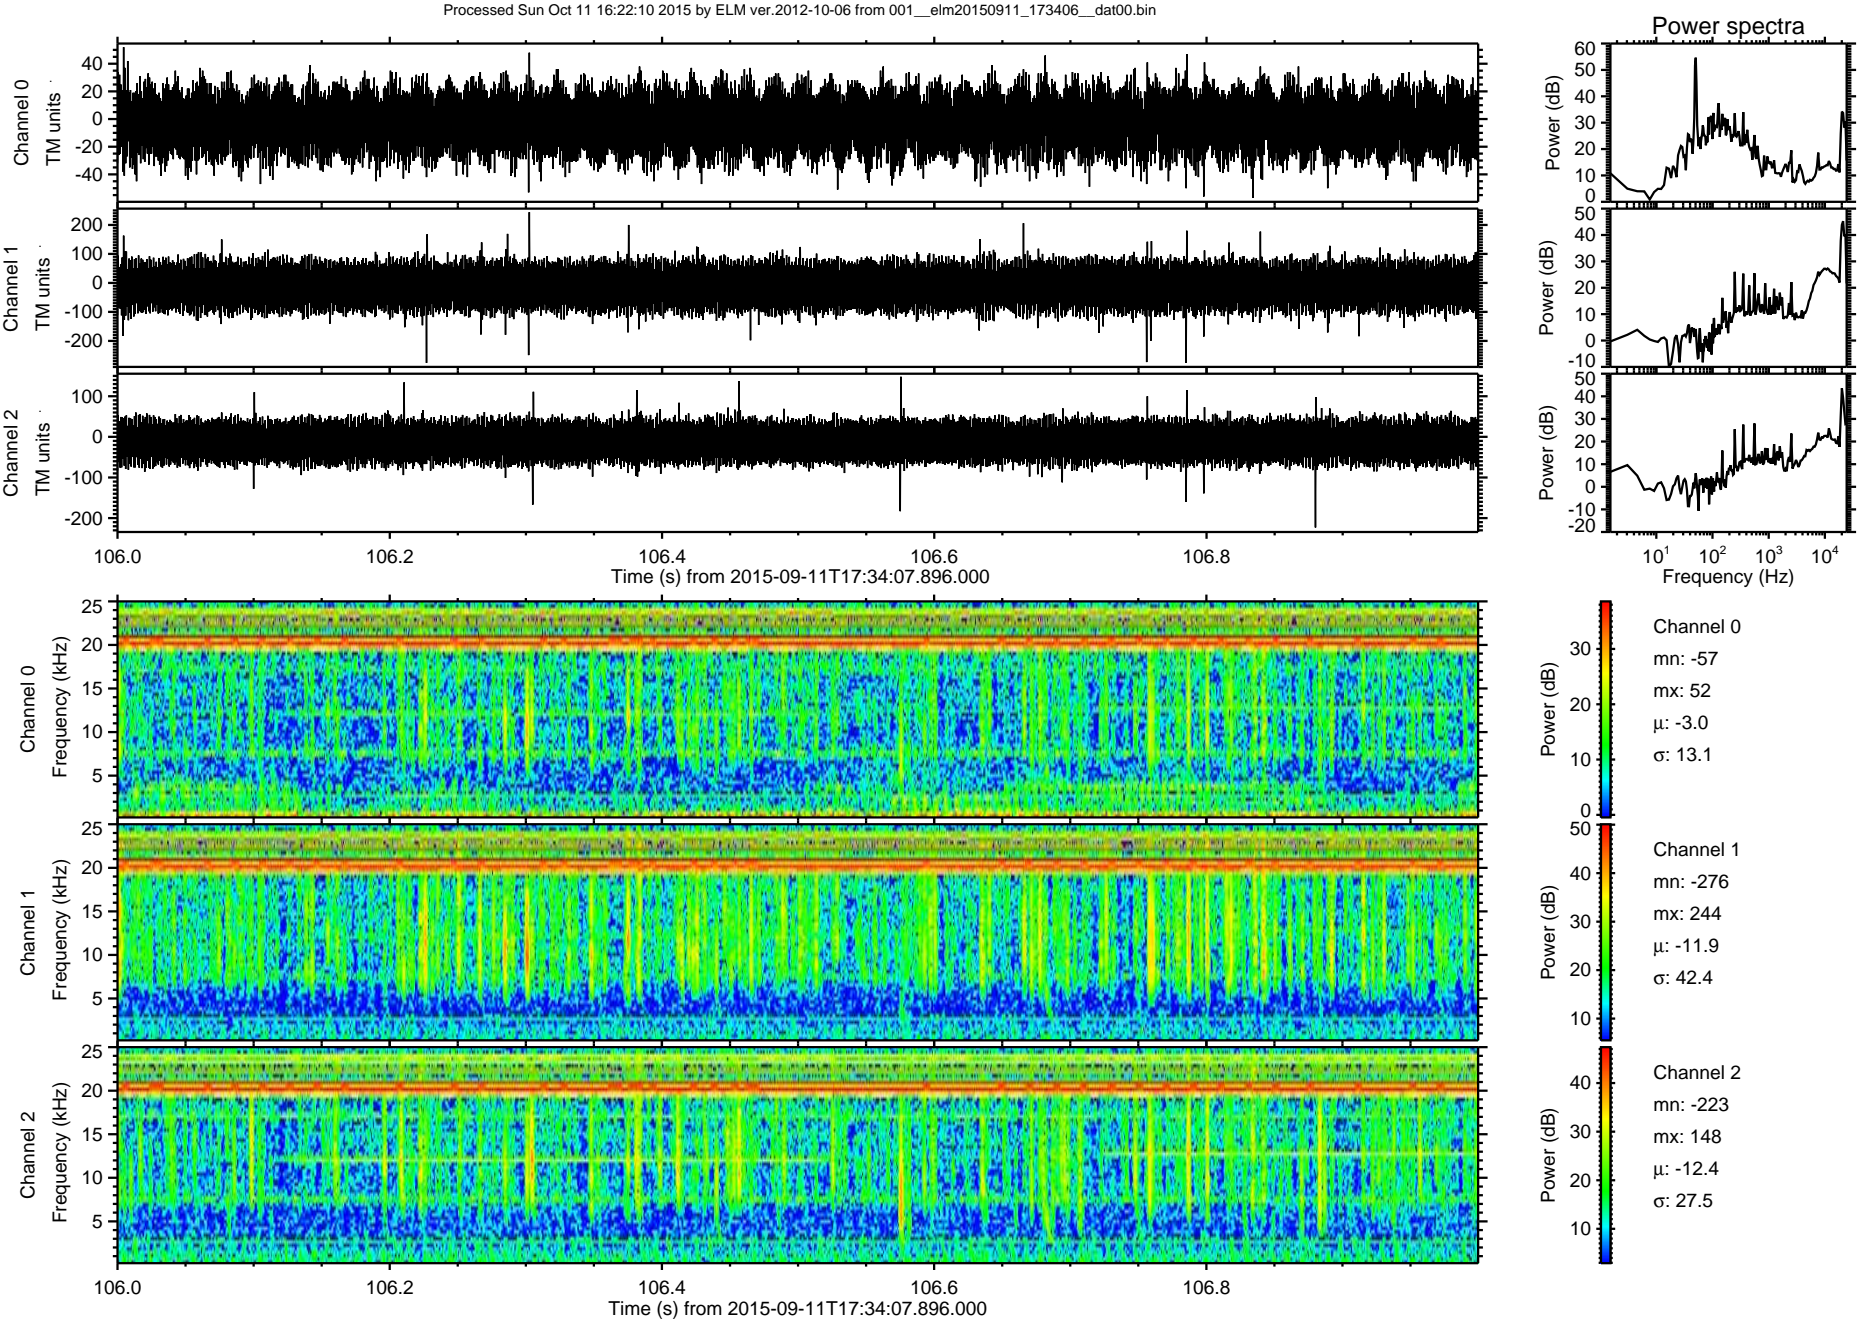 Processed Sun Oct 11 16:22:10 2015 by ELM ver.2012-10-06 from 001__elm20150911_173406__dat00.bin
Power spectra
Channel 0
TM units
40
20
0
-20
-40
Power (dB)
60
50
40
30
20
10
0
Channel 1
TM units
200
100
0
-100
-200
Power (dB)
50
40
30
20
10
0
-10
Channel 2
TM units
100
0
-100
-200
Power (dB)
50
40
30
20
10
0
-10
-20
106.0 106.2 106.4 106.6 106.8
Time (s) from 2015-09-11T17:34:07.896.000
10^1 10^2 10^3 10^4
Frequency (Hz)
Channel 0
Frequency (kHz)
25
20
15
10
5
Power (dB)
30
20
10
0
Channel 0
mn: -57
mx: 52
μ: -3.0
σ: 13.1
Channel 1
Frequency (kHz)
25
20
15
10
5
Power (dB)
50
40
30
20
10
Channel 1
mn: -276
mx: 244
μ: -11.9
σ: 42.4
Channel 2
Frequency (kHz)
25
20
15
10
5
Power (dB)
40
30
20
10
Channel 2
mn: -223
mx: 148
μ: -12.4
σ: 27.5
106.0 106.2 106.4 106.6 106.8
Time (s) from 2015-09-11T17:34:07.896.000